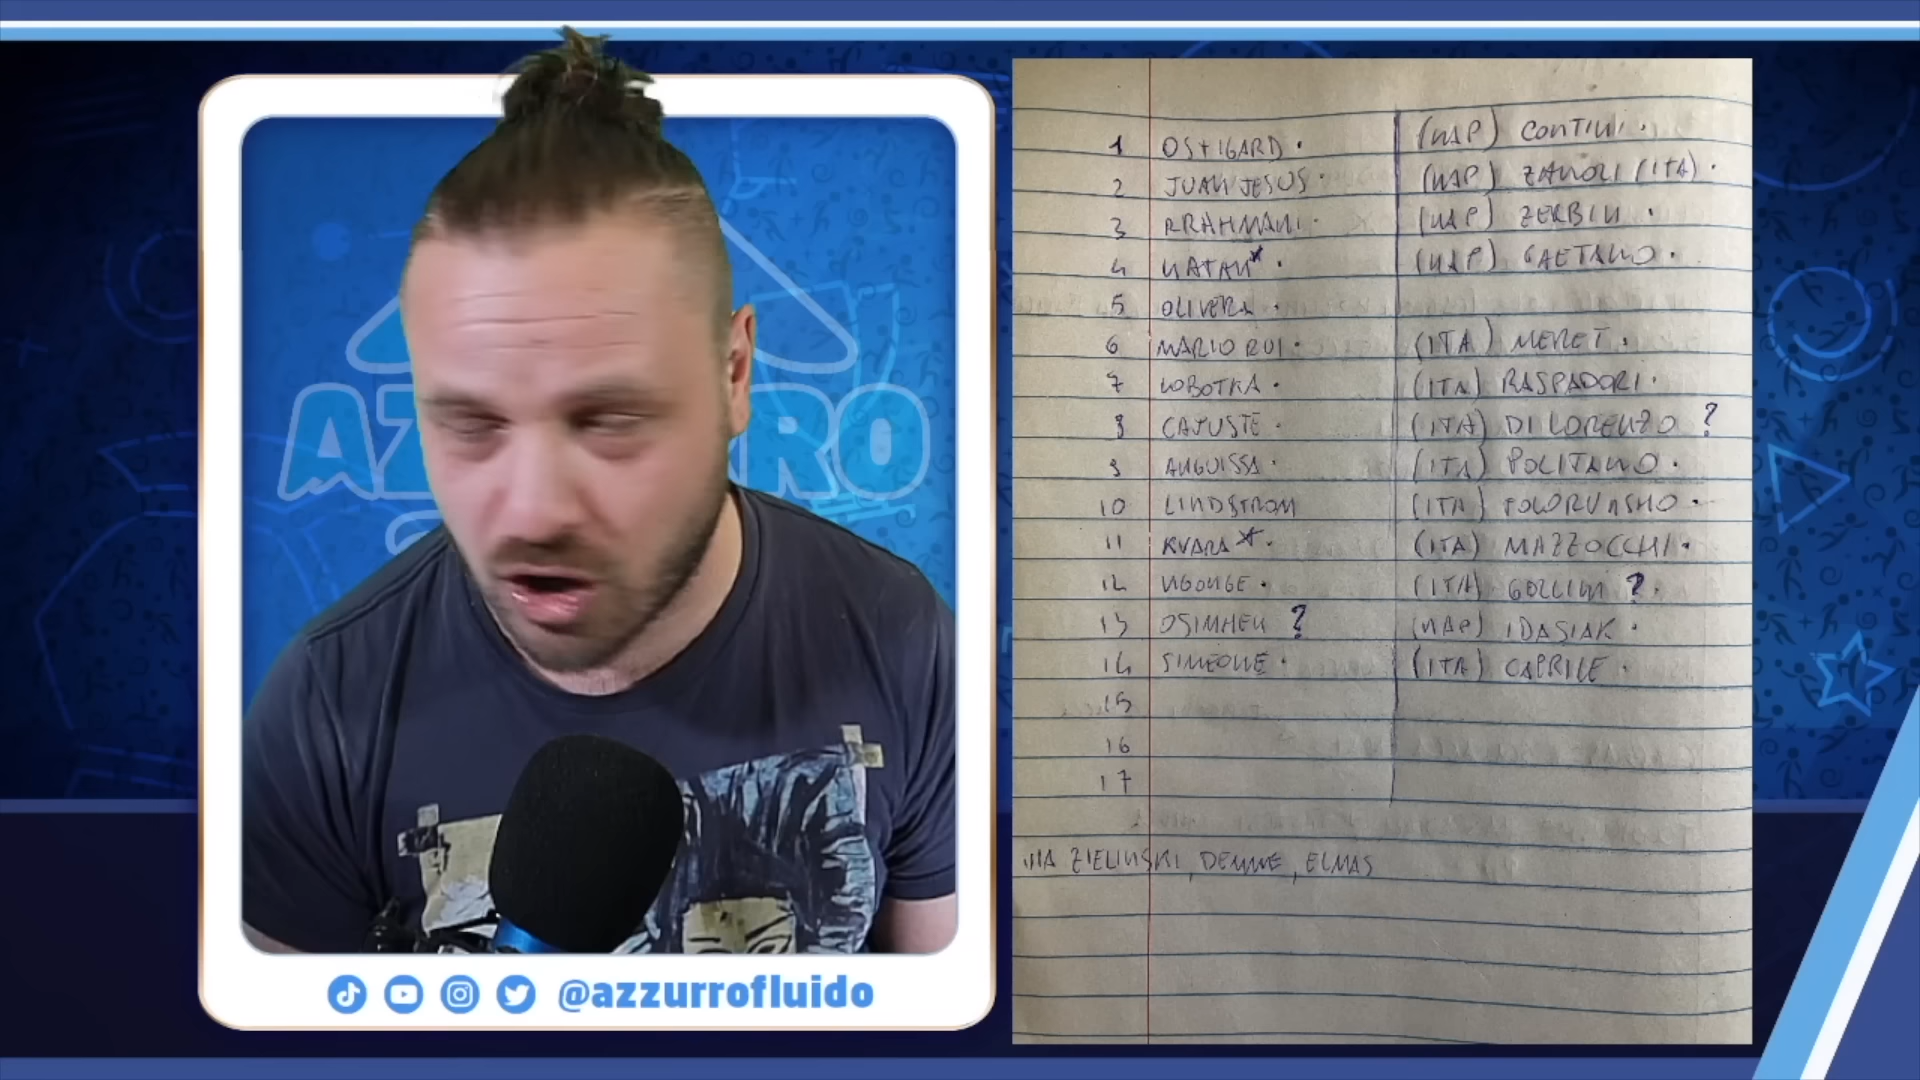 AZ RO
@azzurrofluido
1 OSTIGARD . (NAP) CONTINI .
2 JUAN JESUS . (NAP) ZANOLI (ITA) .
3 RRAHMANI . (NAP) ZERBIN .
4 NATAN* . (NAP) GAETANO .
5 OLIVERA .
6 MARIO RUI . (ITA) MERET .
7 LOBOTKA . (ITA) RASPADORI .
8 CAJUSTE . (ITA) DI LORENZO ?
9 ANGUISSA . (ITA) POLITANO .
10 LINDSTROM (ITA) FOLORUNSHO .
11 KVARA * . (ITA) MAZZOCCHI .
12 NGONGE . (ITA) GOLLINI ? .
13 OSIMHEN ? (NAP) IDASIAK .
14 SIMEONE . (ITA) CAPRILE .
15
16
17
VIA ZIELINSKI, DEMME, ELMAS